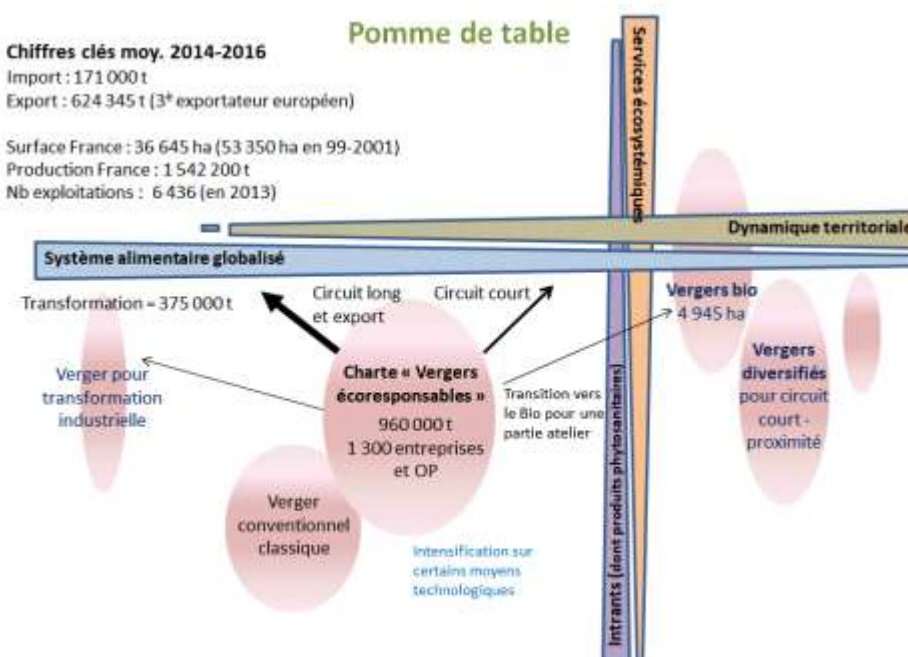 Pomme de table
Chiffres clés moy. 2014-2016
Import : 171 000 t
Export : 624 345 t (3ᵉ exportateur européen)
Surface France : 36 645 ha (53 350 ha en 99-2001)
Production France : 1 542 200 t
Nb exploitations : 6 436 (en 2013)
Services écosystémiques
Dynamique territoriale
Système alimentaire globalisé
Transformation = 375 000 t
Circuit long
et export
Circuit court
Vergers bio
4 945 ha
Verger pour
transformation
industrielle
Charte « Vergers
écoresponsables »
960 000 t
1 300 entreprises
et OP
Transition vers
le Bio pour une
partie atelier
Vergers
diversifiés
pour circuit
court -
proximité
Verger
conventionnel
classique
Intensification sur
certains moyens
technologiques
Intrants (dont produits phytosanitaires)